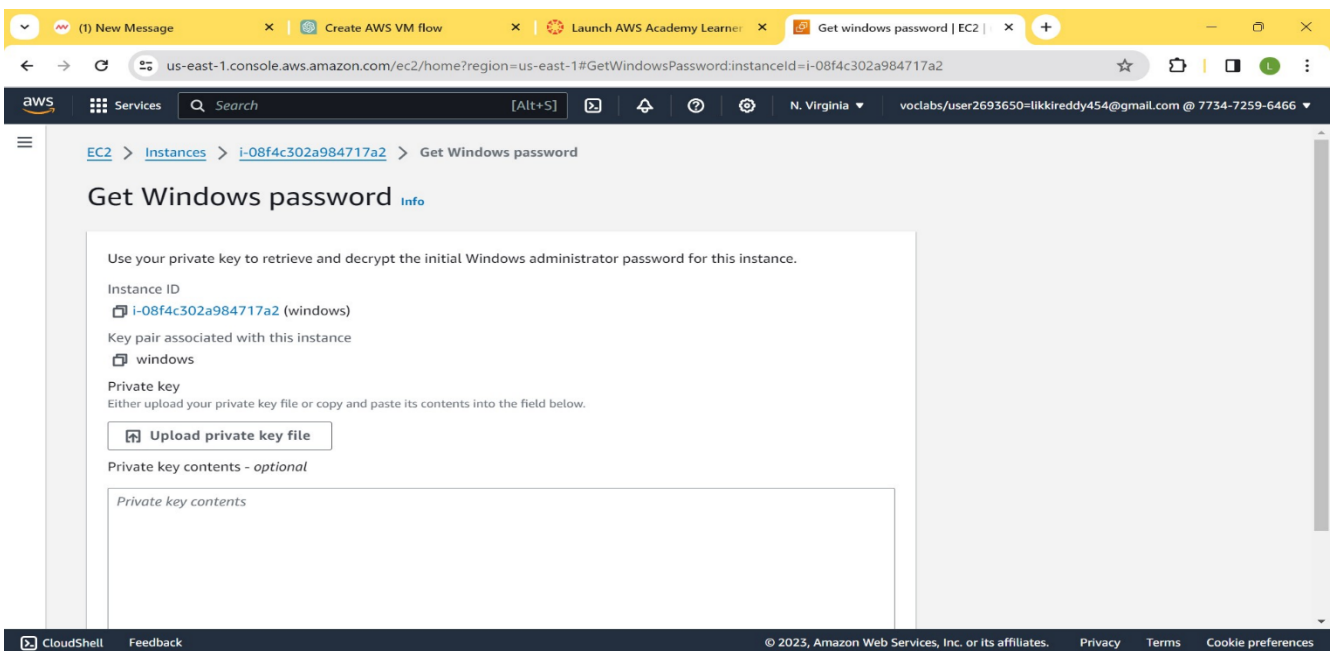 (1) New Message
Create AWS VM flow
Launch AWS Academy Learner
Get windows password | EC2 |
us-east-1.console.aws.amazon.com/ec2/home?region=us-east-1#GetWindowsPassword:instanceId=i-08f4c302a984717a2
L
aws
Services
Search
[Alt+S]
N. Virginia
voclabs/user2693650=likkireddy454@gmail.com @ 7734-7259-6466
EC2 > Instances > i-08f4c302a984717a2 > Get Windows password
Get Windows password Info
Use your private key to retrieve and decrypt the initial Windows administrator password for this instance.
Instance ID
i-08f4c302a984717a2 (windows)
Key pair associated with this instance
windows
Private key
Either upload your private key file or copy and paste its contents into the field below.
Upload private key file
Private key contents - optional
Private key contents
CloudShell
Feedback
© 2023, Amazon Web Services, Inc. or its affiliates.
Privacy
Terms
Cookie preferences